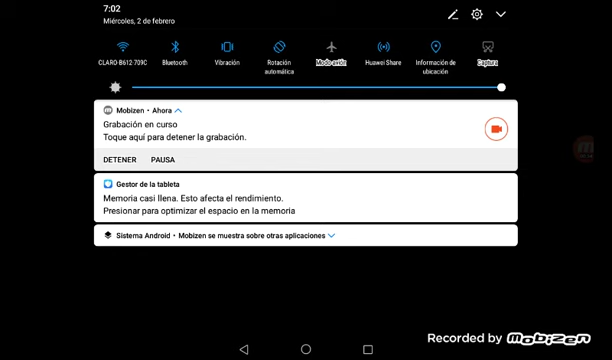 7:02
Miércoles, 2 de febrero
CLARO-B612-709C
Bluetooth
Vibración
Rotación automática
Modo avión
Huawei Share
Información de ubicación
Captura
Mobizen • Ahora
Grabación en curso
Toque aquí para detener la grabación.
DETENER PAUSA
Gestor de la tableta
Memoria casi llena. Esto afecta el rendimiento.
Presionar para optimizar el espacio en la memoria
Sistema Android • Mobizen se muestra sobre otras aplicaciones
Recorded by mobizen